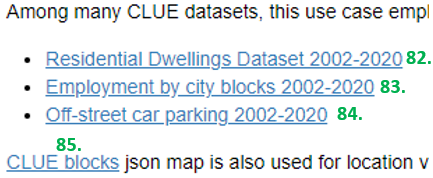 Among many CLUE datasets, this use case empl
Residential Dwellings Dataset 2002-2020 82.
Employment by city blocks 2002-2020 83.
Off-street car parking 2002-2020 84.
85.
CLUE blocks json map is also used for location v